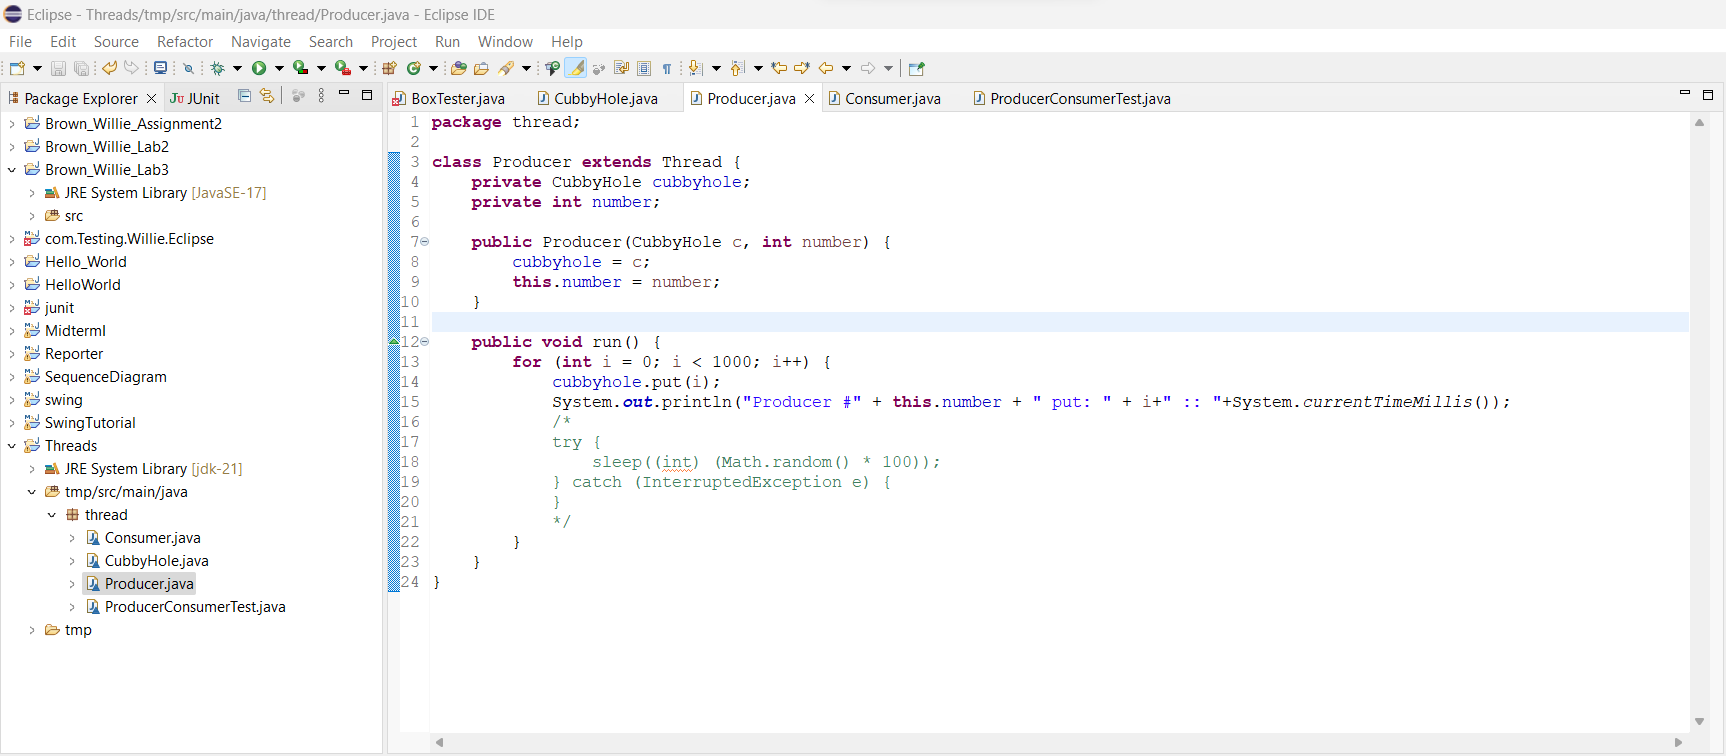 Eclipse - Threads/tmp/src/main/java/thread/Producer.java - Eclipse IDE
File Edit Source Refactor Navigate Search Project Run Window Help
Package Explorer JUnit
Brown_Willie_Assignment2
Brown_Willie_Lab2
Brown_Willie_Lab3
JRE System Library [JavaSE-17]
src
com.Testing.Willie.Eclipse
Hello_World
HelloWorld
junit
MidtermI
Reporter
SequenceDiagram
swing
SwingTutorial
Threads
JRE System Library [jdk-21]
tmp/src/main/java
thread
Consumer.java
CubbyHole.java
Producer.java
ProducerConsumerTest.java
tmp
BoxTester.java CubbyHole.java Producer.java Consumer.java ProducerConsumerTest.java
1 package thread;
2
3 class Producer extends Thread {
4     private CubbyHole cubbyhole;
5     private int number;
6
7     public Producer(CubbyHole c, int number) {
8         cubbyhole = c;
9         this.number = number;
10     }
11
12     public void run() {
13         for (int i = 0; i < 1000; i++) {
14             cubbyhole.put(i);
15             System.out.println("Producer #" + this.number + " put: " + i+" :: "+System.currentTimeMillis());
16             /*
17             try {
18                 sleep((int) (Math.random() * 100));
19             } catch (InterruptedException e) {
20             }
21             */
22         }
23     }
24 }